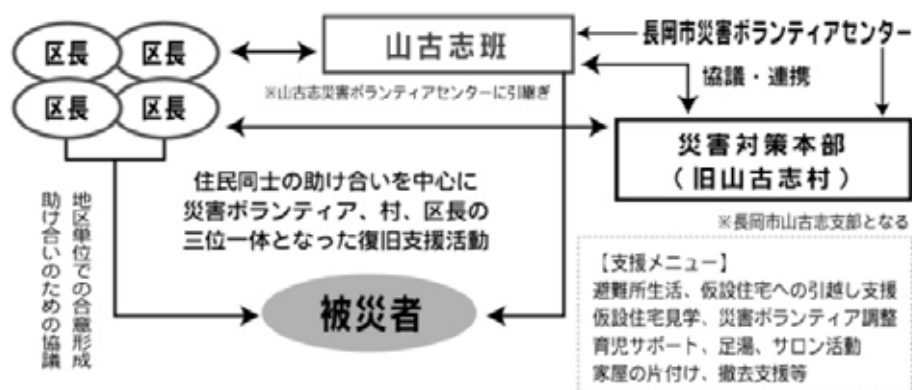 区長
区長
区長
区長
山古志班
※山古志災害ボランティアセンターに引継ぎ
長岡市災害ボランティアセンター
協議・連携
災害対策本部
(旧山古志村)
※長岡市山古志支部となる
住民同士の助け合いを中心に
災害ボランティア、村、区長の
三位一体となった復旧支援活動
地区単位での合意形成
助け合いのための協議
被災者
【支援メニュー】
避難所生活、仮設住宅への引越し支援
仮設住宅見学、災害ボランティア調整
育児サポート、足湯、サロン活動
家屋の片付け、撤去支援等